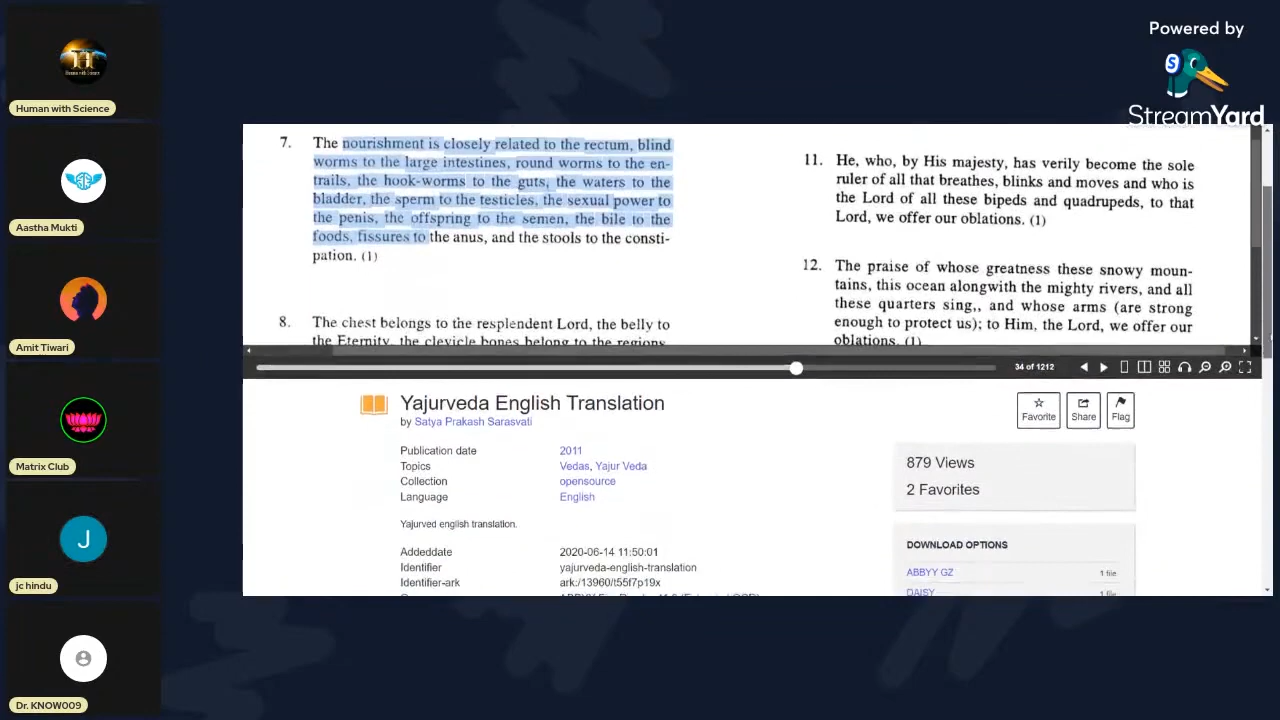 Powered by
StreamYard
Human with Science
Aastha Mukti
Amit Tiwari
Matrix Club
J
jc hindu
Dr. KNOW009
7. The nourishment is closely related to the rectum, blind
worms to the large intestines, round worms to the en-
trails, the hook-worms to the guts, the waters to the
bladder, the sperm to the testicles, the sexual power to
the penis, the offspring to the semen, the bile to the
foods, fissures to the anus, and the stools to the consti-
pation. (1)
8. The chest belongs to the resplendent Lord, the belly to
the Eternity, the clevicle bones belong to the regions,
11. He, who, by His majesty, has verily become the sole
ruler of all that breathes, blinks and moves and who is
the Lord of all these bipeds and quadrupeds, to that
Lord, we offer our oblations. (1)
12. The praise of whose greatness these snowy moun-
tains, this ocean alongwith the mighty rivers, and all
these quarters sing,, and whose arms (are strong
enough to protect us); to Him, the Lord, we offer our
oblations. (1)
34 of 1212
Yajurveda English Translation
by Satya Prakash Sarasvati
Favorite
Share
Flag
Publication date 2011
Topics Vedas, Yajur Veda
Collection opensource
Language English
Yajurved english translation.
Addeddate 2020-06-14 11:50:01
Identifier yajurveda-english-translation
Identifier-ark ark:/13960/t55f7p19x
879 Views
2 Favorites
DOWNLOAD OPTIONS
ABBYY GZ 1 file
DAISY 1 file